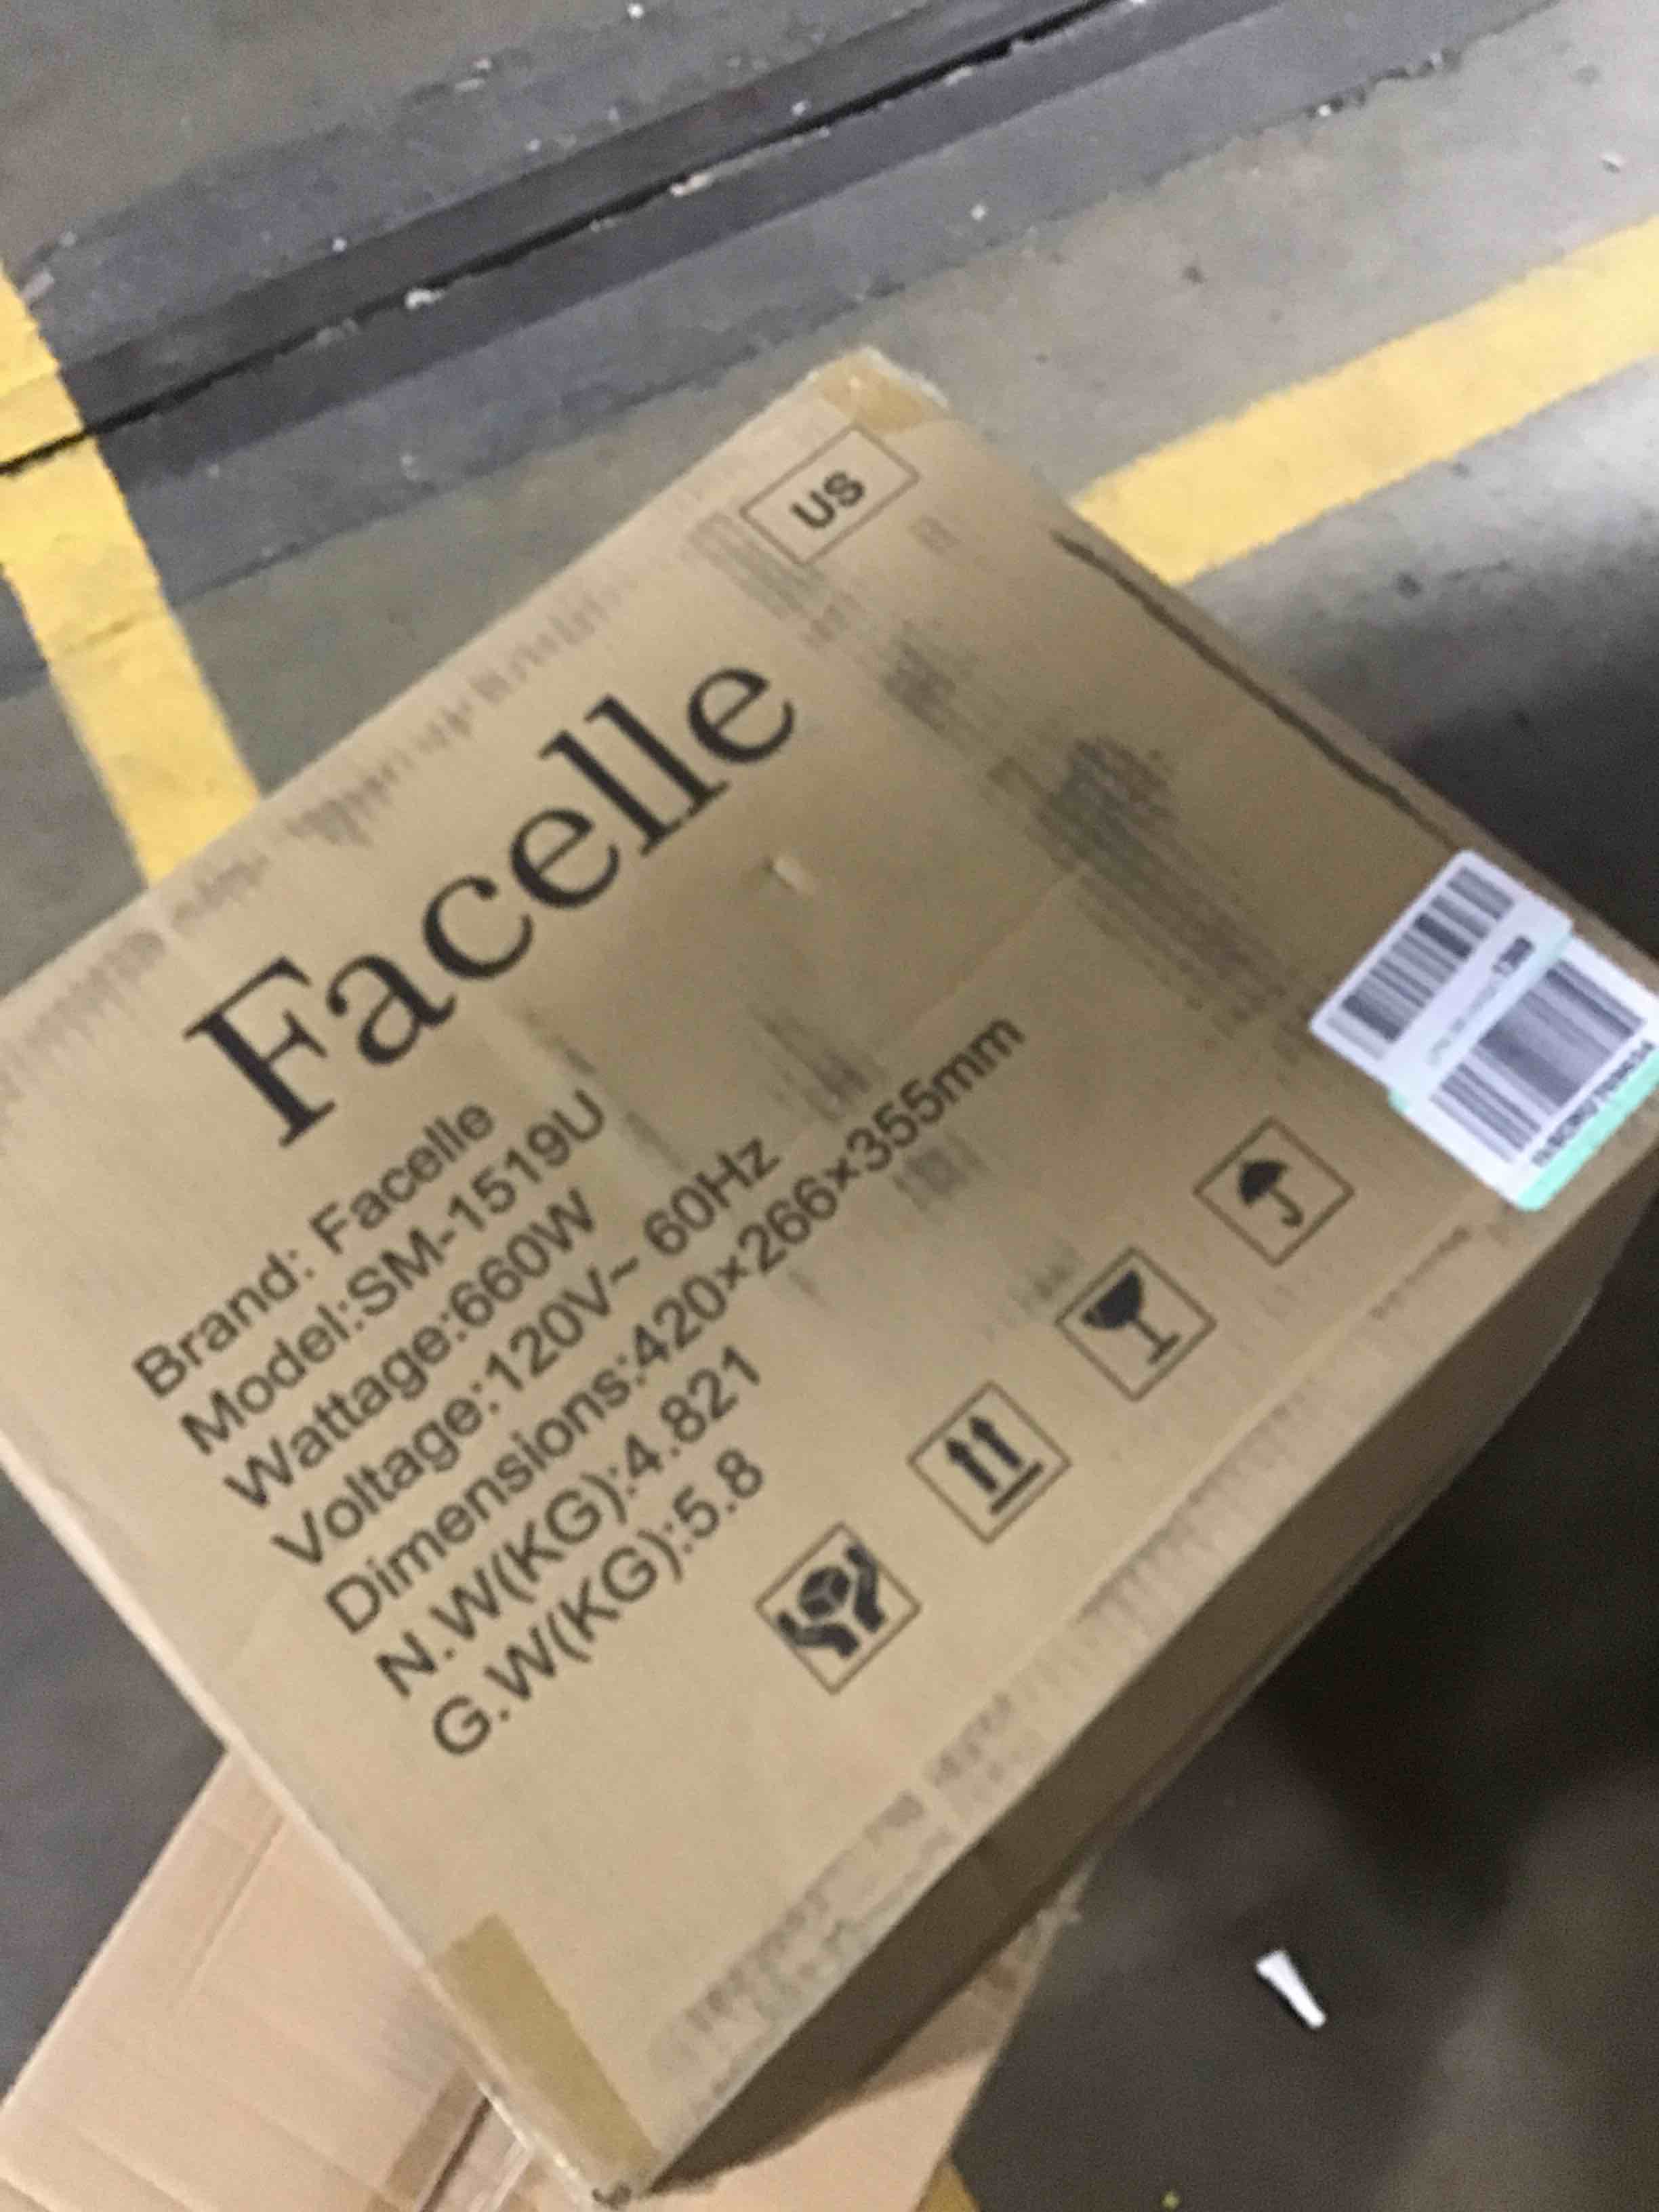 US
Facelle
Brand: Facelle
Model:SM-1519U
Wattage:660W
Voltage:120V~ 60Hz
Dimensions:420×266×355mm
N.W(KG):4.821
G.W(KG):5.8